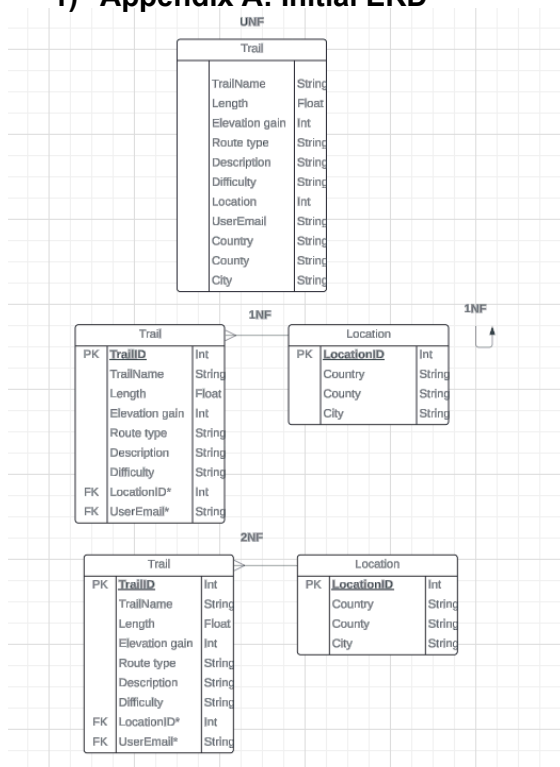 1) Appendix A: Initial ERD
UNF
Trail
TrailName String
Length Float
Elevation gain Int
Route type String
Description String
Difficulty String
Location Int
UserEmail String
Country String
County String
City String
1NF
1NF
Trail
PK TrailID Int
TrailName String
Length Float
Elevation gain Int
Route type String
Description String
Difficulty String
FK LocationID* Int
FK UserEmail* String
Location
PK LocationID Int
Country String
County String
City String
2NF
Trail
PK TrailID Int
TrailName String
Length Float
Elevation gain Int
Route type String
Description String
Difficulty String
FK LocationID* Int
FK UserEmail* String
Location
PK LocationID Int
Country String
County String
City String